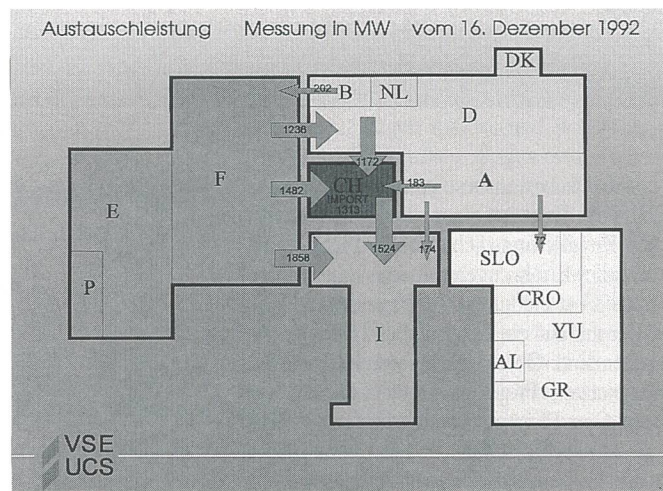 Austauschleistung Messung in MW vom 16. Dezember 1992
DK
202
B
NL
D
1236
F
1172
183
A
E
1482
CH
IMPORT
1313
P
1858
1524
174
72
SLO
CRO
I
YU
AL
GR
VSE
UCS